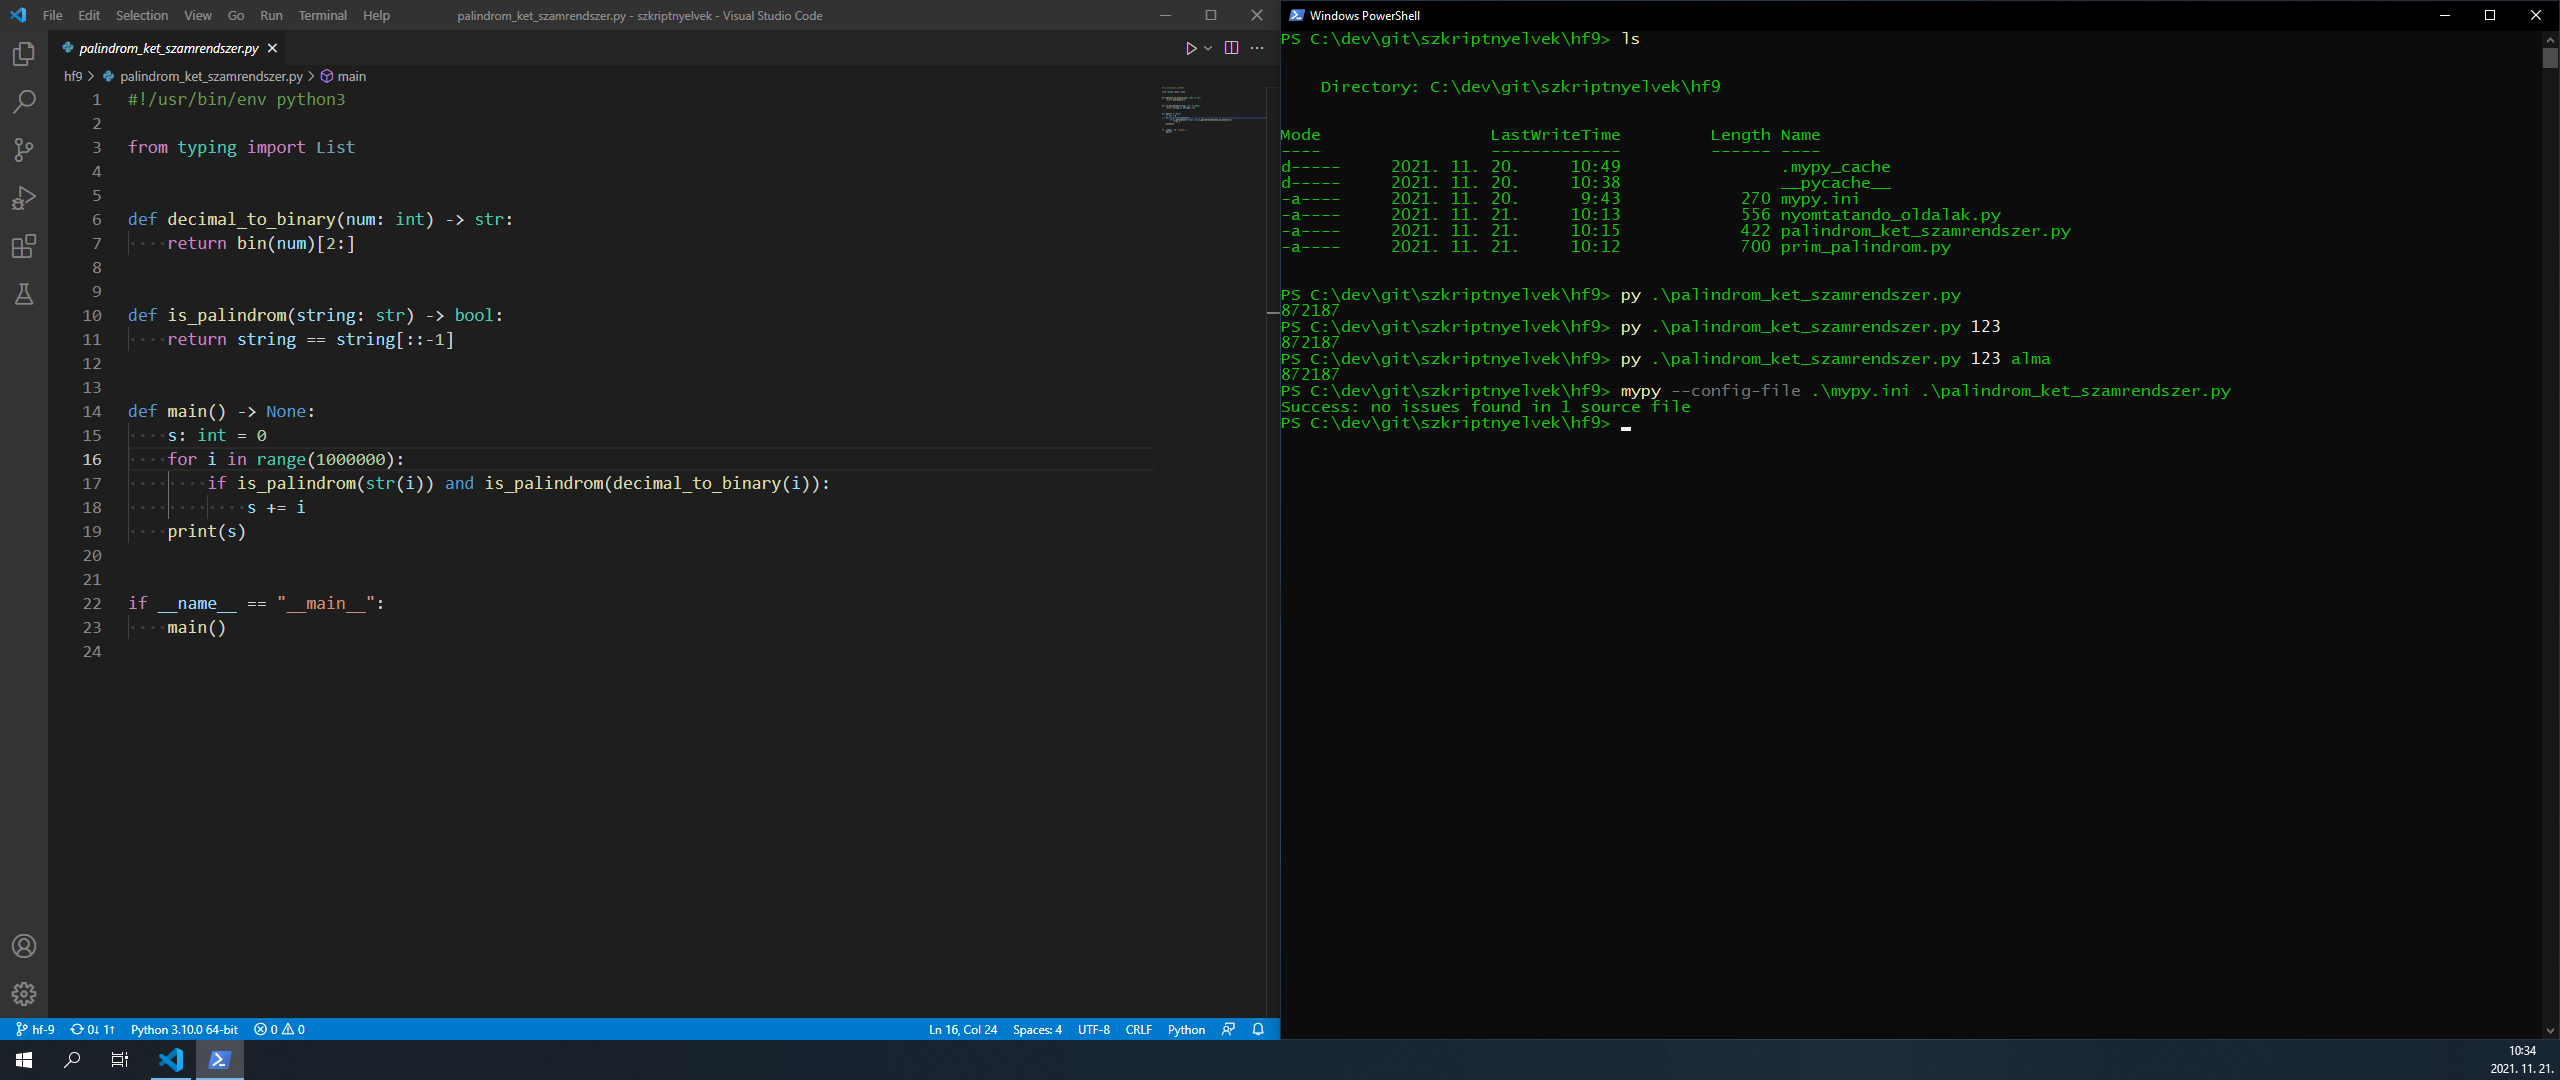 File Edit Selection View Go Run Terminal Help palindrom_ket_szamrendszer.py - szkriptnyelvek - Visual Studio Code
palindrom_ket_szamrendszer.py
hf9 > palindrom_ket_szamrendszer.py > main
1 #!/usr/bin/env python3
2
3 from typing import List
4
5
6 def decimal_to_binary(num: int) -> str:
7 ····return bin(num)[2:]
8
9
10 def is_palindrom(string: str) -> bool:
11 ····return string == string[::-1]
12
13
14 def main() -> None:
15 ····s: int = 0
16 ····for i in range(1000000):
17 ········if is_palindrom(str(i)) and is_palindrom(decimal_to_binary(i)):
18 ············s += i
19 ····print(s)
20
21
22 if __name__ == "__main__":
23 ····main()
24
hf-9 0↓ 1↑ Python 3.10.0 64-bit 0 0 Ln 16, Col 24 Spaces: 4 UTF-8 CRLF Python
Windows PowerShell
PS C:\dev\git\szkriptnyelvek\hf9> ls
Directory: C:\dev\git\szkriptnyelvek\hf9
Mode LastWriteTime Length Name
---- ------------- ------ ----
d----- 2021. 11. 20. 10:49 .mypy_cache
d----- 2021. 11. 20. 10:38 __pycache__
-a---- 2021. 11. 20. 9:43 270 mypy.ini
-a---- 2021. 11. 21. 10:13 556 nyomtatando_oldalak.py
-a---- 2021. 11. 21. 10:15 422 palindrom_ket_szamrendszer.py
-a---- 2021. 11. 21. 10:12 700 prim_palindrom.py
PS C:\dev\git\szkriptnyelvek\hf9> py .\palindrom_ket_szamrendszer.py
872187
PS C:\dev\git\szkriptnyelvek\hf9> py .\palindrom_ket_szamrendszer.py 123
872187
PS C:\dev\git\szkriptnyelvek\hf9> py .\palindrom_ket_szamrendszer.py 123 alma
872187
PS C:\dev\git\szkriptnyelvek\hf9> mypy --config-file .\mypy.ini .\palindrom_ket_szamrendszer.py
Success: no issues found in 1 source file
PS C:\dev\git\szkriptnyelvek\hf9>
10:34
2021. 11. 21.